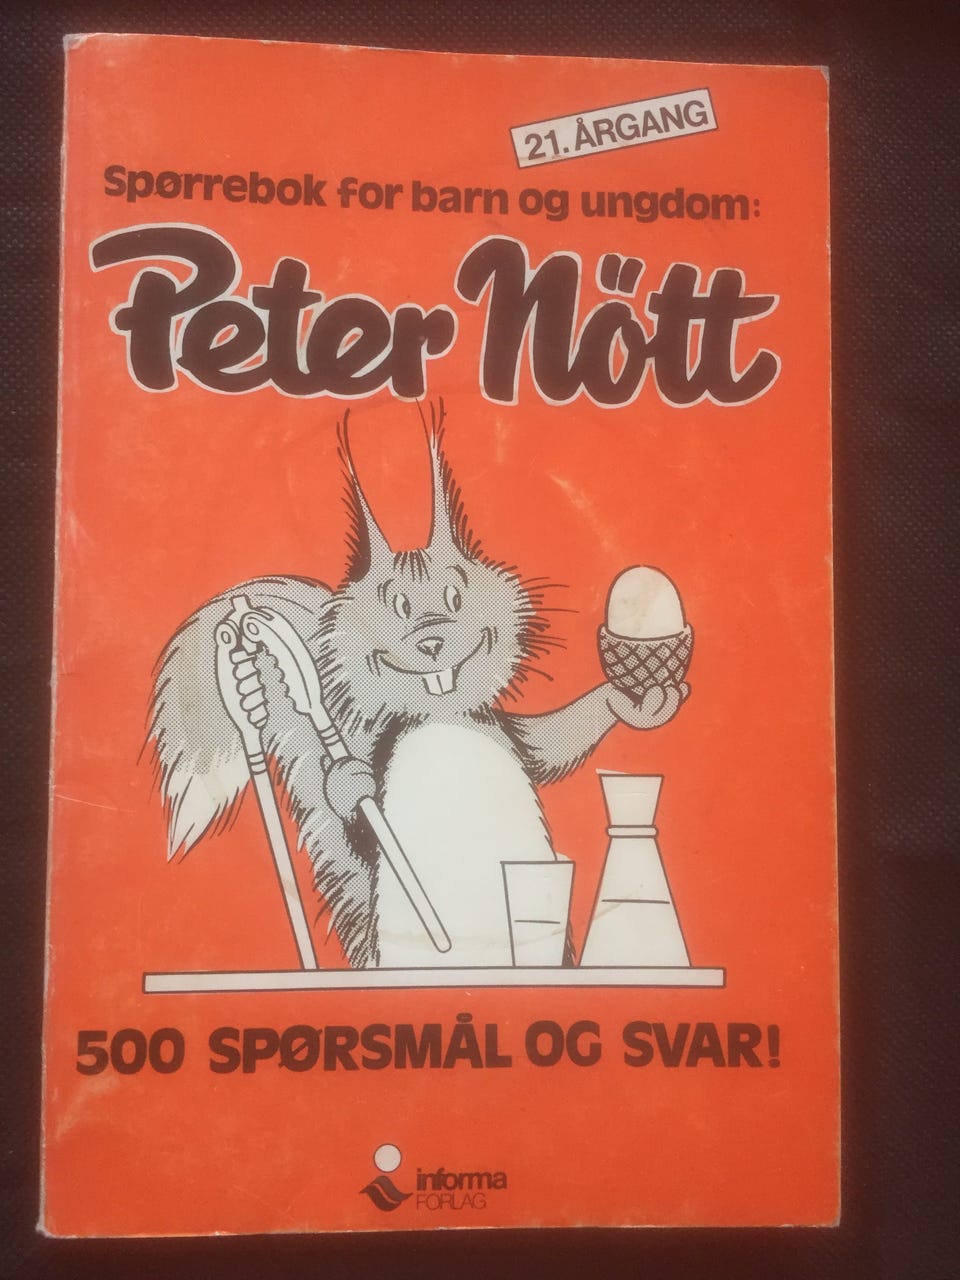 21. ÅRGANG
Spørrebok for barn og ungdom:
Peter Nött
500 SPØRSMÅL OG SVAR!
informa
FORLAG